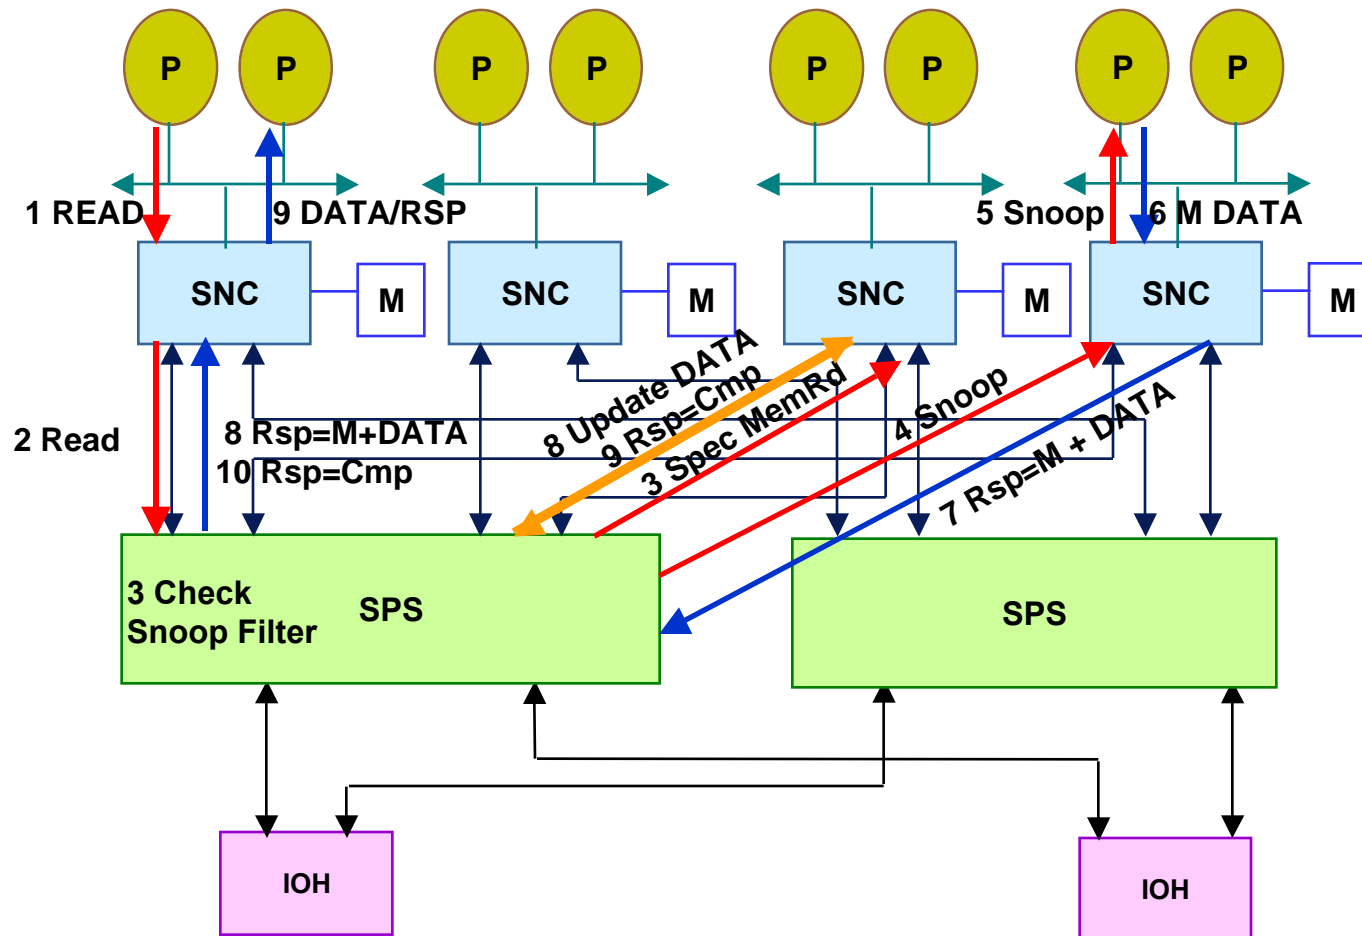 P
P
P
P
P
P
P
P
1 READ
9 DATA/RSP
5 Snoop
6 M DATA
SNC
M
SNC
M
SNC
M
SNC
M
2 Read
8 Rsp=M+DATA
10 Rsp=Cmp
8 Update DATA
9 Rsp=Cmp
3 Spec MemRd
4 Snoop
7 Rsp=M + DATA
3 Check
Snoop Filter
SPS
SPS
IOH
IOH